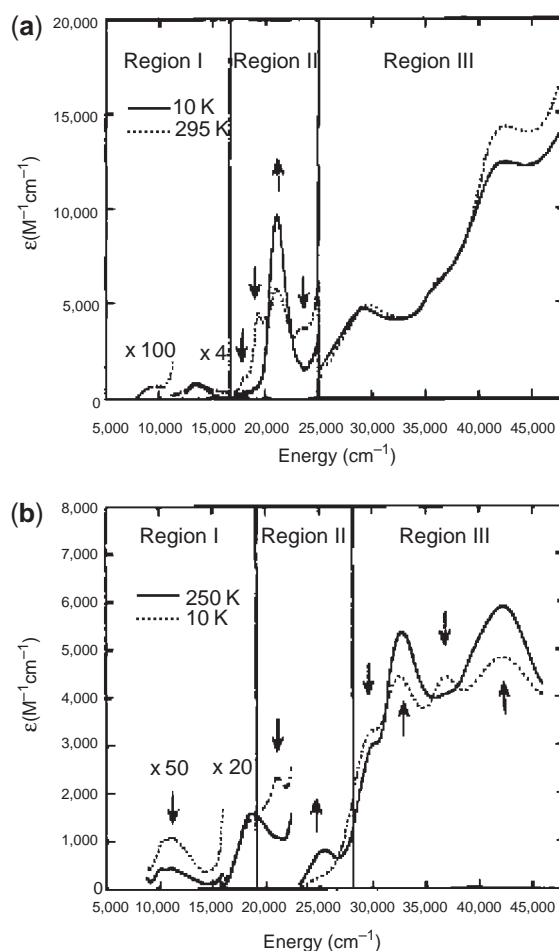 (a)
20,000
Region I Region II Region III
10 K
295 K
15,000
ε(M⁻¹cm⁻¹)
10,000
5,000
x 100 x 4
0
5,000 10,000 15,000 20,000 25,000 30,000 35,000 40,000 45,000
Energy (cm⁻¹)
(b)
8,000
Region I Region II Region III
7,000
250 K
10 K
6,000
5,000
ε(M⁻¹cm⁻¹)
4,000
3,000
x 50 x 20
2,000
1,000
0
5,000 10,000 15,000 20,000 25,000 30,000 35,000 40,000 45,000
Energy (cm⁻¹)